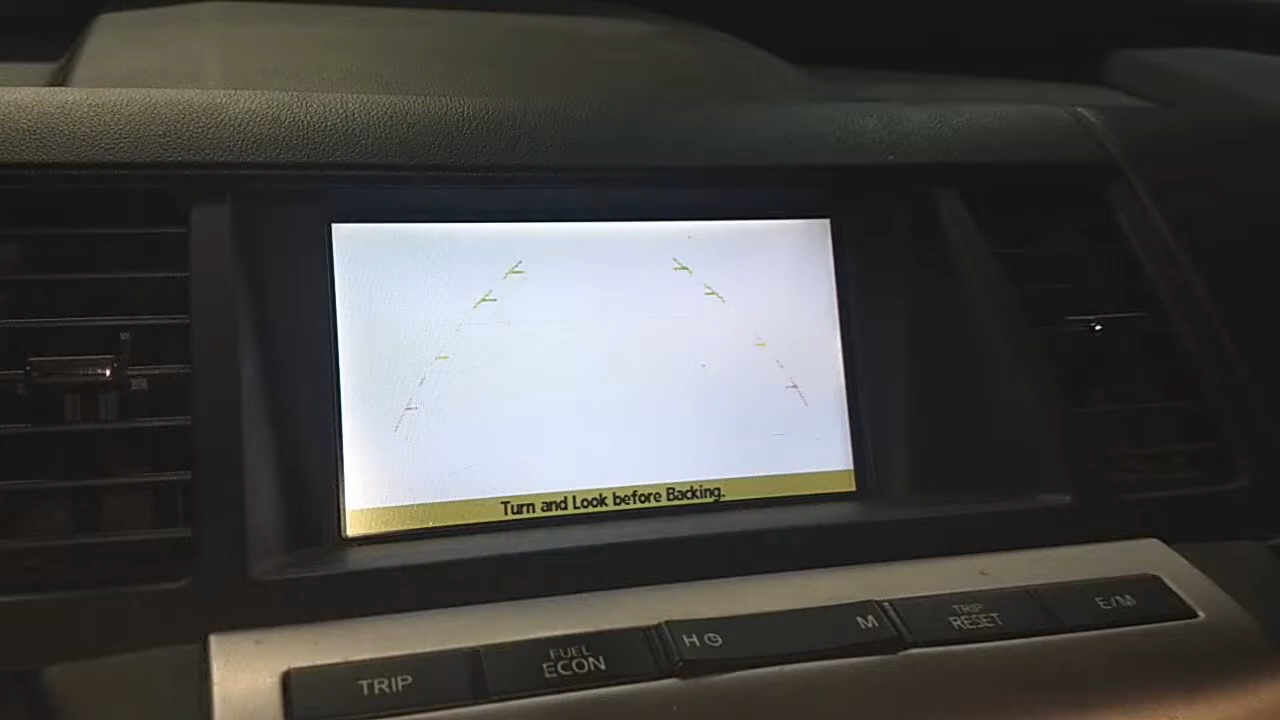 Turn and Look before Backing.
TRIP
FUEL
ECON
H
M
TRIP
RESET
E/M